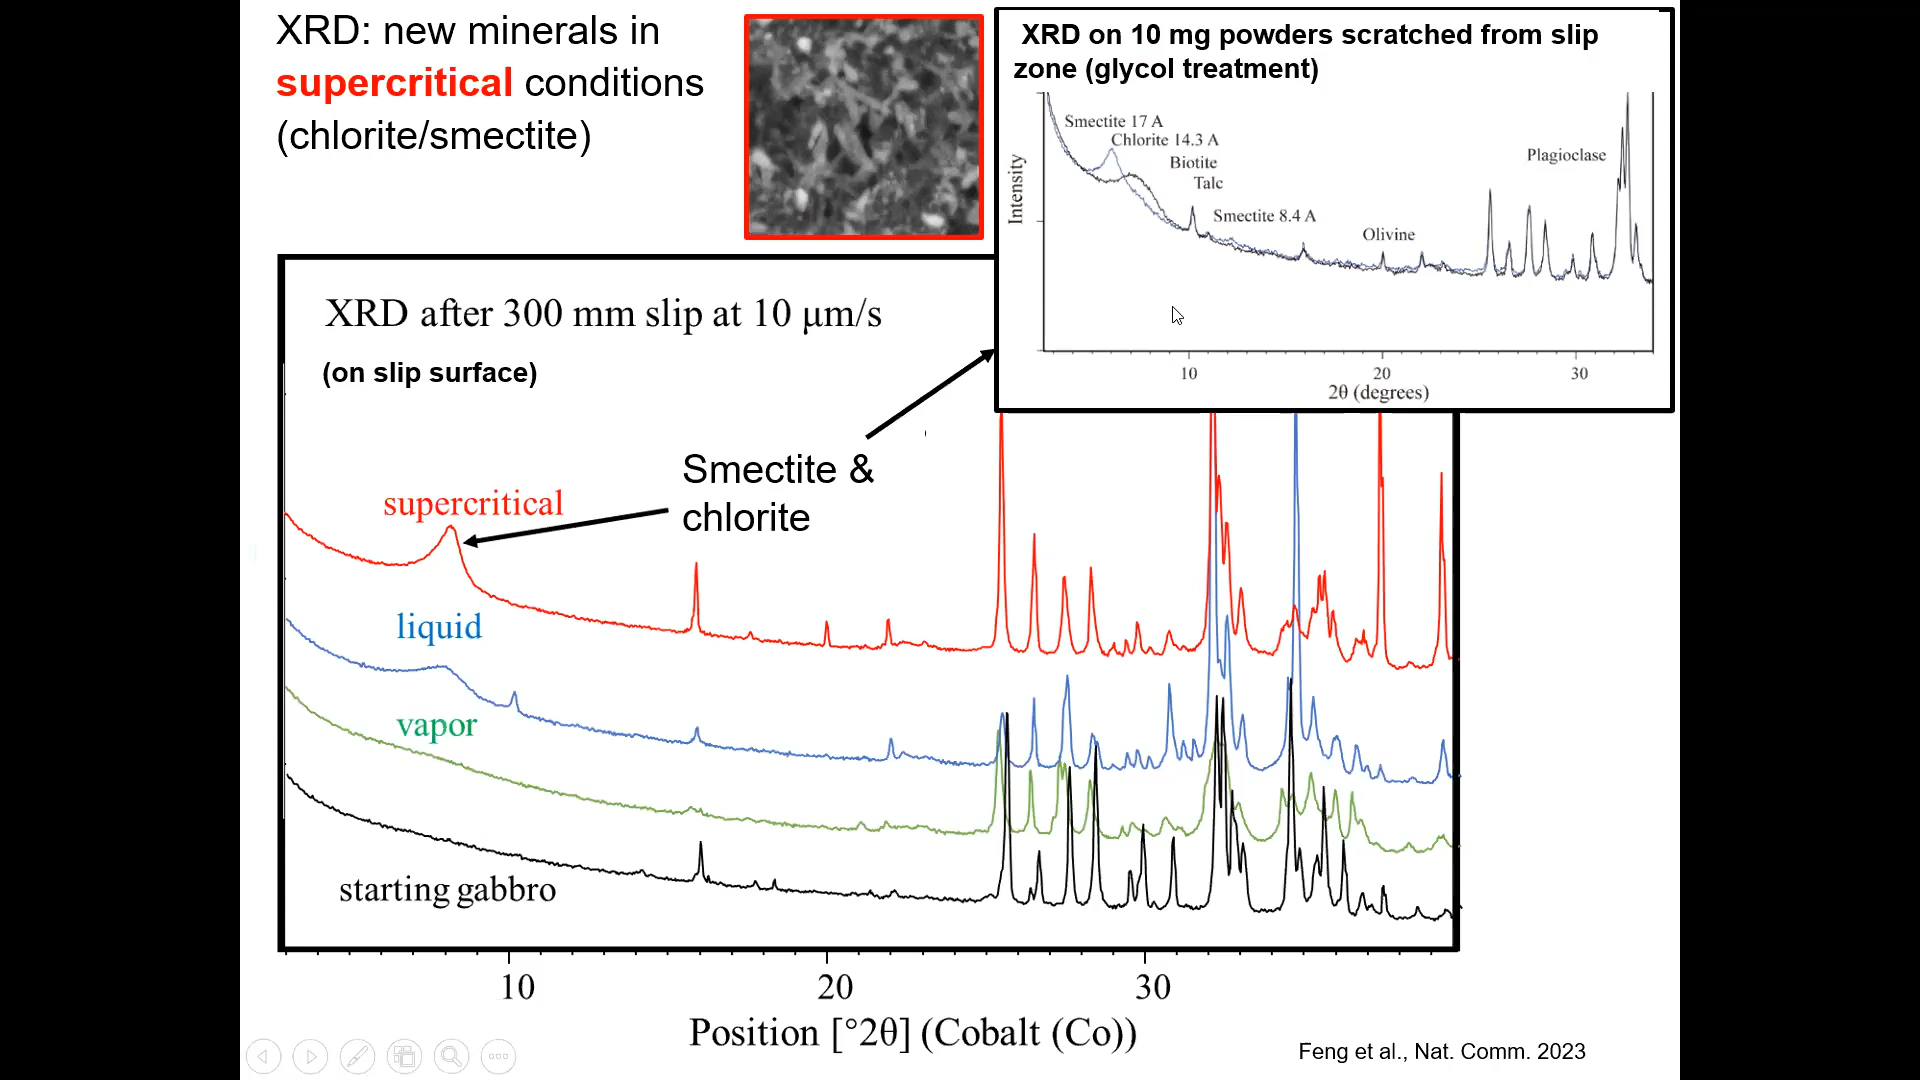 XRD: new minerals in
supercritical conditions
(chlorite/smectite)
XRD on 10 mg powders scratched from slip
zone (glycol treatment)
Smectite 17 A
Chlorite 14.3 A
Biotite
Talc
Smectite 8.4 A
Olivine
Plagioclase
Intensity
10
20
30
2θ (degrees)
XRD after 300 mm slip at 10 µm/s
(on slip surface)
Smectite &
chlorite
supercritical
liquid
vapor
starting gabbro
10
20
30
Position [°2θ] (Cobalt (Co))
Feng et al., Nat. Comm. 2023